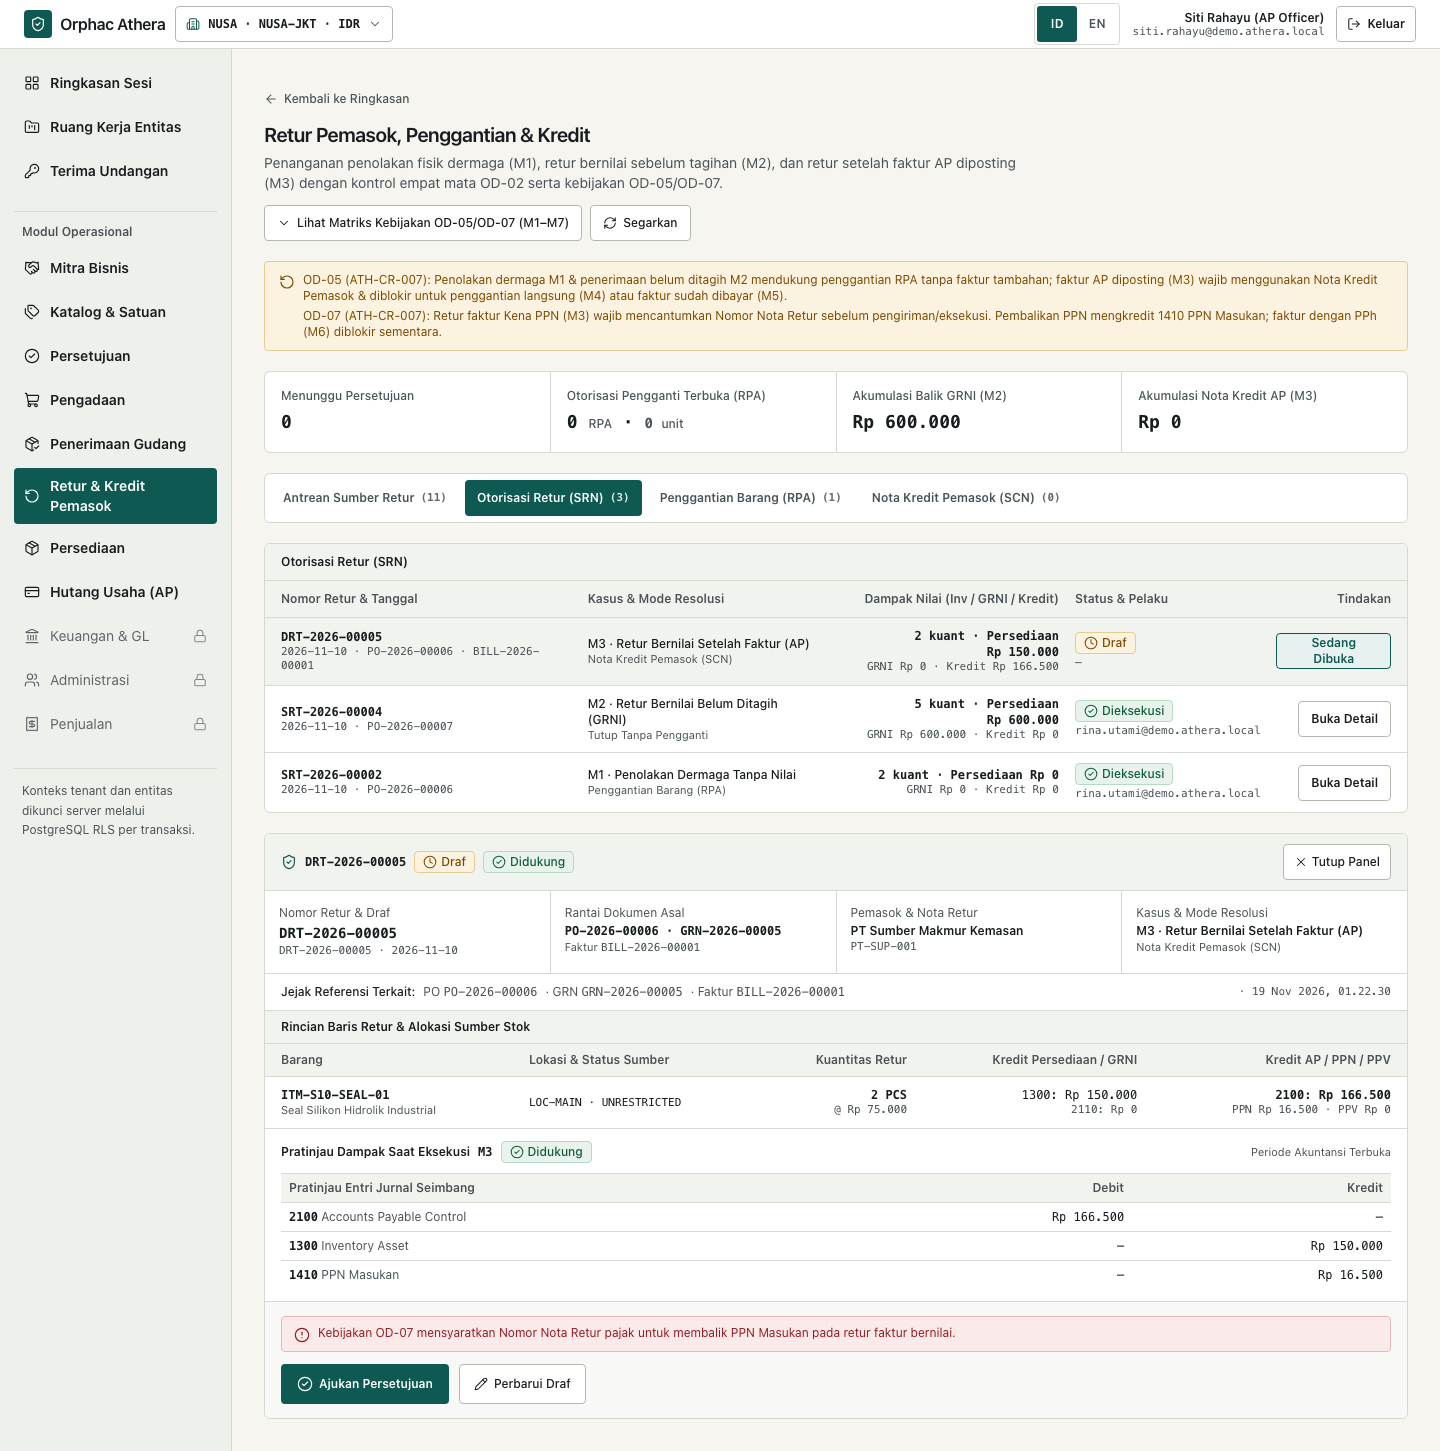 Orphac Athera
NUSA · NUSA-JKT · IDR
ID
EN
Siti Rahayu (AP Officer)
siti.rahayu@demo.athera.local
Keluar
Ringkasan Sesi
Ruang Kerja Entitas
Terima Undangan
Modul Operasional
Mitra Bisnis
Katalog & Satuan
Persetujuan
Pengadaan
Penerimaan Gudang
Retur & Kredit
Pemasok
Persediaan
Hutang Usaha (AP)
Keuangan & GL
Administrasi
Penjualan
Konteks tenant dan entitas
dikunci server melalui
PostgreSQL RLS per transaksi.
Kembali ke Ringkasan
Retur Pemasok, Penggantian & Kredit
Penanganan penolakan fisik dermaga (M1), retur bernilai sebelum tagihan (M2), dan retur setelah faktur AP diposting
(M3) dengan kontrol empat mata OD-02 serta kebijakan OD-05/OD-07.
Lihat Matriks Kebijakan OD-05/OD-07 (M1–M7)
Segarkan
OD-05 (ATH-CR-007): Penolakan dermaga M1 & penerimaan belum ditagih M2 mendukung penggantian RPA tanpa faktur tambahan; faktur AP diposting (M3) wajib menggunakan Nota Kredit
Pemasok & diblokir untuk penggantian langsung (M4) atau faktur sudah dibayar (M5).
OD-07 (ATH-CR-007): Retur faktur Kena PPN (M3) wajib mencantumkan Nomor Nota Retur sebelum pengiriman/eksekusi. Pembalikan PPN mengkredit 1410 PPN Masukan; faktur dengan PPh
(M6) diblokir sementara.
Menunggu Persetujuan
0
Otorisasi Pengganti Terbuka (RPA)
0 RPA · 0 unit
Akumulasi Balik GRNI (M2)
Rp 600.000
Akumulasi Nota Kredit AP (M3)
Rp 0
Antrean Sumber Retur (11)
Otorisasi Retur (SRN) (3)
Penggantian Barang (RPA) (1)
Nota Kredit Pemasok (SCN) (0)
Otorisasi Retur (SRN)
Nomor Retur & Tanggal
Kasus & Mode Resolusi
Dampak Nilai (Inv / GRNI / Kredit)
Status & Pelaku
Tindakan
DRT-2026-00005
2026-11-10 · PO-2026-00006 · BILL-2026-
00001
M3 · Retur Bernilai Setelah Faktur (AP)
Nota Kredit Pemasok (SCN)
2 kuant · Persediaan
Rp 150.000
GRNI Rp 0 · Kredit Rp 166.500
Draf
—
Sedang
Dibuka
SRT-2026-00004
2026-11-10 · PO-2026-00007
M2 · Retur Bernilai Belum Ditagih
(GRNI)
Tutup Tanpa Pengganti
5 kuant · Persediaan
Rp 600.000
GRNI Rp 600.000 · Kredit Rp 0
Dieksekusi
rina.utami@demo.athera.local
Buka Detail
SRT-2026-00002
2026-11-10 · PO-2026-00006
M1 · Penolakan Dermaga Tanpa Nilai
Penggantian Barang (RPA)
2 kuant · Persediaan Rp 0
GRNI Rp 0 · Kredit Rp 0
Dieksekusi
rina.utami@demo.athera.local
Buka Detail
DRT-2026-00005
Draf
Didukung
Tutup Panel
Nomor Retur & Draf
DRT-2026-00005
DRT-2026-00005 · 2026-11-10
Rantai Dokumen Asal
PO-2026-00006 · GRN-2026-00005
Faktur BILL-2026-00001
Pemasok & Nota Retur
PT Sumber Makmur Kemasan
PT-SUP-001
Kasus & Mode Resolusi
M3 · Retur Bernilai Setelah Faktur (AP)
Nota Kredit Pemasok (SCN)
Jejak Referensi Terkait: PO PO-2026-00006 · GRN GRN-2026-00005 · Faktur BILL-2026-00001
· 19 Nov 2026, 01.22.30
Rincian Baris Retur & Alokasi Sumber Stok
Barang
Lokasi & Status Sumber
Kuantitas Retur
Kredit Persediaan / GRNI
Kredit AP / PPN / PPV
ITM-S10-SEAL-01
Seal Silikon Hidrolik Industrial
LOC-MAIN · UNRESTRICTED
2 PCS
@ Rp 75.000
1300: Rp 150.000
2110: Rp 0
2100: Rp 166.500
PPN Rp 16.500 · PPV Rp 0
Pratinjau Dampak Saat Eksekusi M3
Didukung
Periode Akuntansi Terbuka
Pratinjau Entri Jurnal Seimbang
Debit
Kredit
2100 Accounts Payable Control
Rp 166.500
—
1300 Inventory Asset
—
Rp 150.000
1410 PPN Masukan
—
Rp 16.500
Kebijakan OD-07 mensyaratkan Nomor Nota Retur pajak untuk membalik PPN Masukan pada retur faktur bernilai.
Ajukan Persetujuan
Perbarui Draf